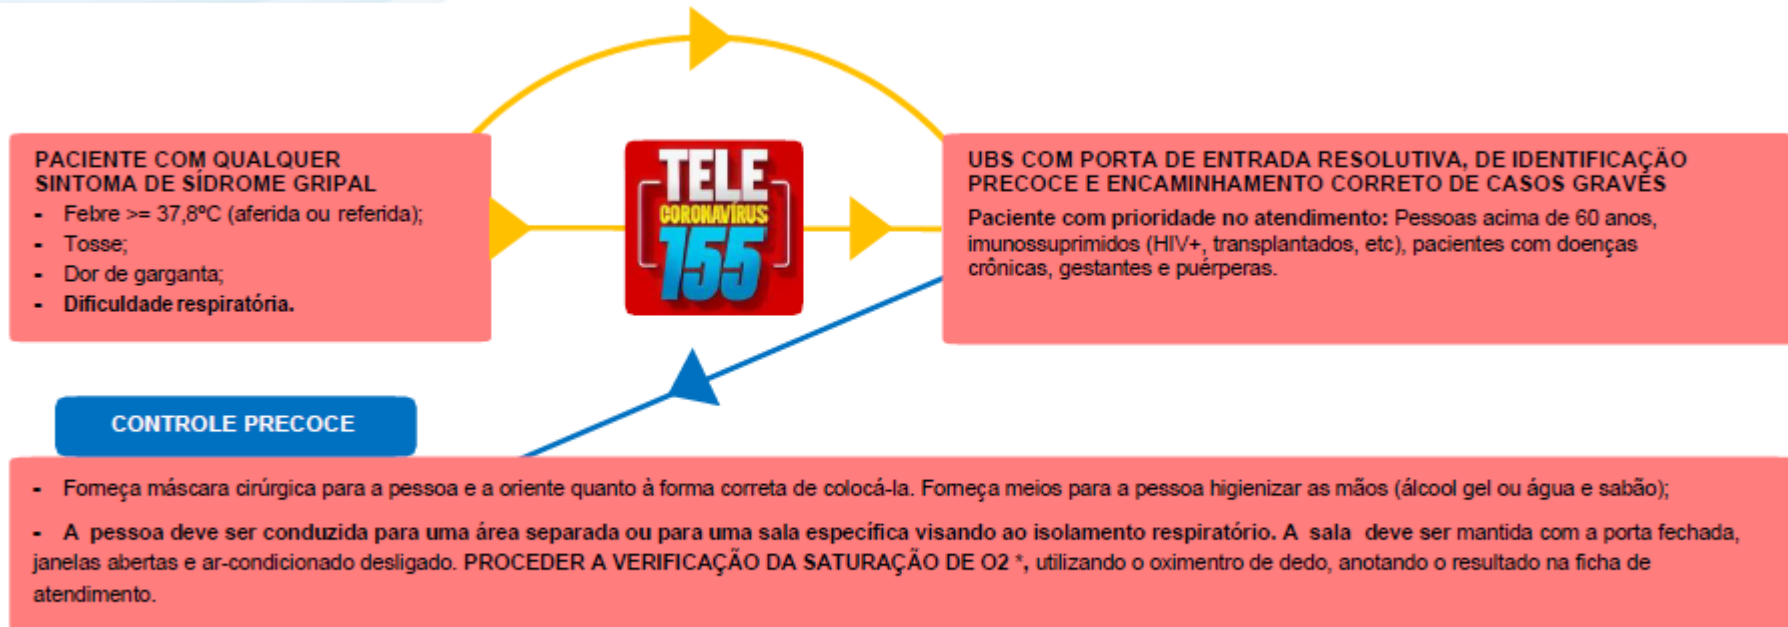 PACIENTE COM QUALQUER
SINTOMA DE SÍDROME GRIPAL
- Febre >= 37,8ºC (aferida ou referida);
- Tosse;
- Dor de garganta;
- Dificuldade respiratória.
TELE
CORONAVÍRUS
155
UBS COM PORTA DE ENTRADA RESOLUTIVA, DE IDENTIFICAÇÃO
PRECOCE E ENCAMINHAMENTO CORRETO DE CASOS GRAVES
Paciente com prioridade no atendimento: Pessoas acima de 60 anos,
imunossuprimidos (HIV+, transplantados, etc), pacientes com doenças
crônicas, gestantes e puérperas.
CONTROLE PRECOCE
- Forneça máscara cirúrgica para a pessoa e a oriente quanto à forma correta de colocá-la. Forneça meios para a pessoa higienizar as mãos (álcool gel ou água e sabão);
- A pessoa deve ser conduzida para uma área separada ou para uma sala específica visando ao isolamento respiratório. A sala deve ser mantida com a porta fechada,
janelas abertas e ar-condicionado desligado. PROCEDER A VERIFICAÇÃO DA SATURAÇÃO DE O2 *, utilizando o oximentro de dedo, anotando o resultado na ficha de
atendimento.